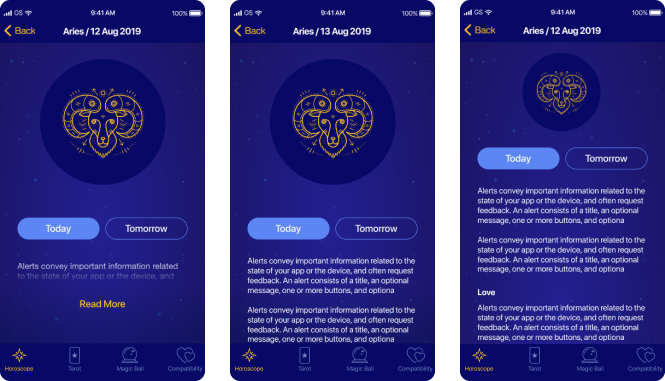 GS 9:41 AM 100%
Back Aries / 12 Aug 2019
Today Tomorrow
Alerts convey important information related
to the state of your app or the device, and
Read More
Horoscope Tarot Magic Ball Compatibility
GS 9:41 AM 100%
Back Aries / 13 Aug 2019
Today Tomorrow
Alerts convey important information related to the
state of your app or the device, and often request
feedback. An alert consists of a title, an optional
message, one or more buttons, and optiona
Alerts convey important information related to the
state of your app or the device, and often request
feedback. An alert consists of a title, an optional
message, one or more buttons, and optiona
Horoscope Tarot Magic Ball Compatibility
GS 9:41 AM 100%
Back Aries / 12 Aug 2019
Today Tomorrow
Alerts convey important information related to the
state of your app or the device, and often request
feedback. An alert consists of a title, an optional
message, one or more buttons, and optiona
Alerts convey important information related to the
state of your app or the device, and often request
feedback. An alert consists of a title, an optional
message, one or more buttons, and optiona
Love
Alerts convey important information related to the
state of your app or the device, and often request
feedback. An alert consists of a title, an optional
Horoscope Tarot Magic Ball Compatibility